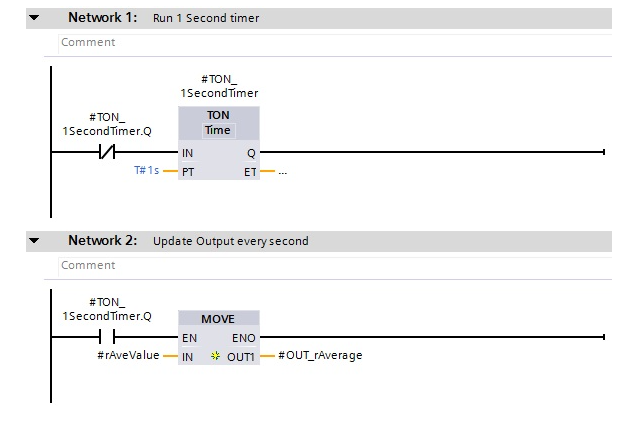 Network 1: Run 1 Second timer
Comment
#TON_
1SecondTimer
#TON_
1SecondTimer.Q
TON
Time
IN Q
T#1s PT ET ...
Network 2: Update Output every second
Comment
#TON_
1SecondTimer.Q
MOVE
EN ENO
#rAveValue IN OUT1 #OUT_rAverage